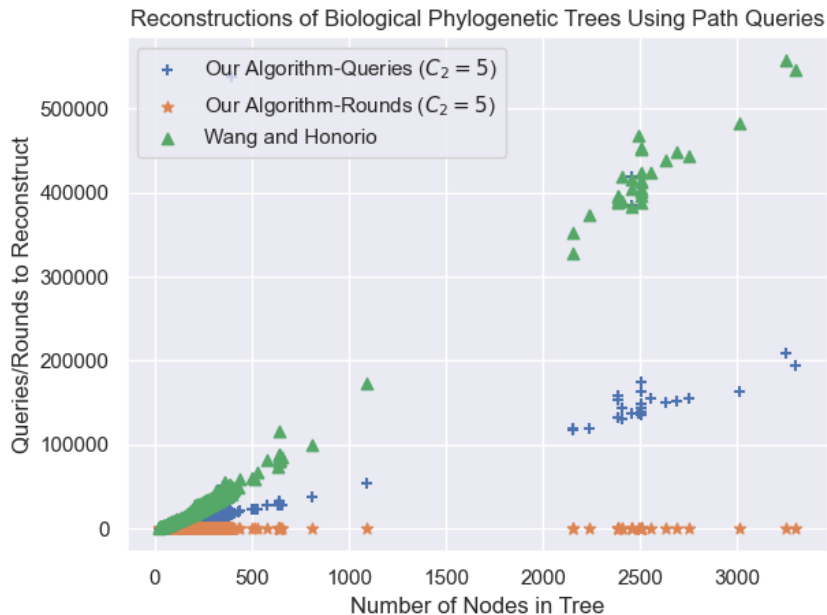 Reconstructions of Biological Phylogenetic Trees Using Path Queries
Our Algorithm-Queries (C₂ = 5)
Our Algorithm-Rounds (C₂ = 5)
Wang and Honorio
Queries/Rounds to Reconstruct
500000
400000
300000
200000
100000
0
0 500 1000 1500 2000 2500 3000
Number of Nodes in Tree